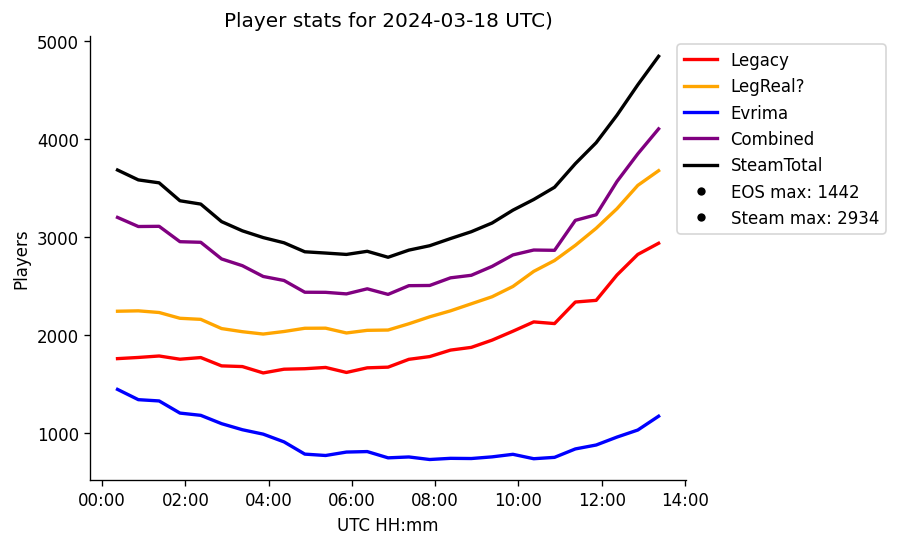 Player stats for 2024-03-18 UTC)
5000
4000
3000
2000
1000
Players
00:00 02:00 04:00 06:00 08:00 10:00 12:00 14:00
UTC HH:mm
Legacy
LegReal?
Evrima
Combined
SteamTotal
EOS max: 1442
Steam max: 2934